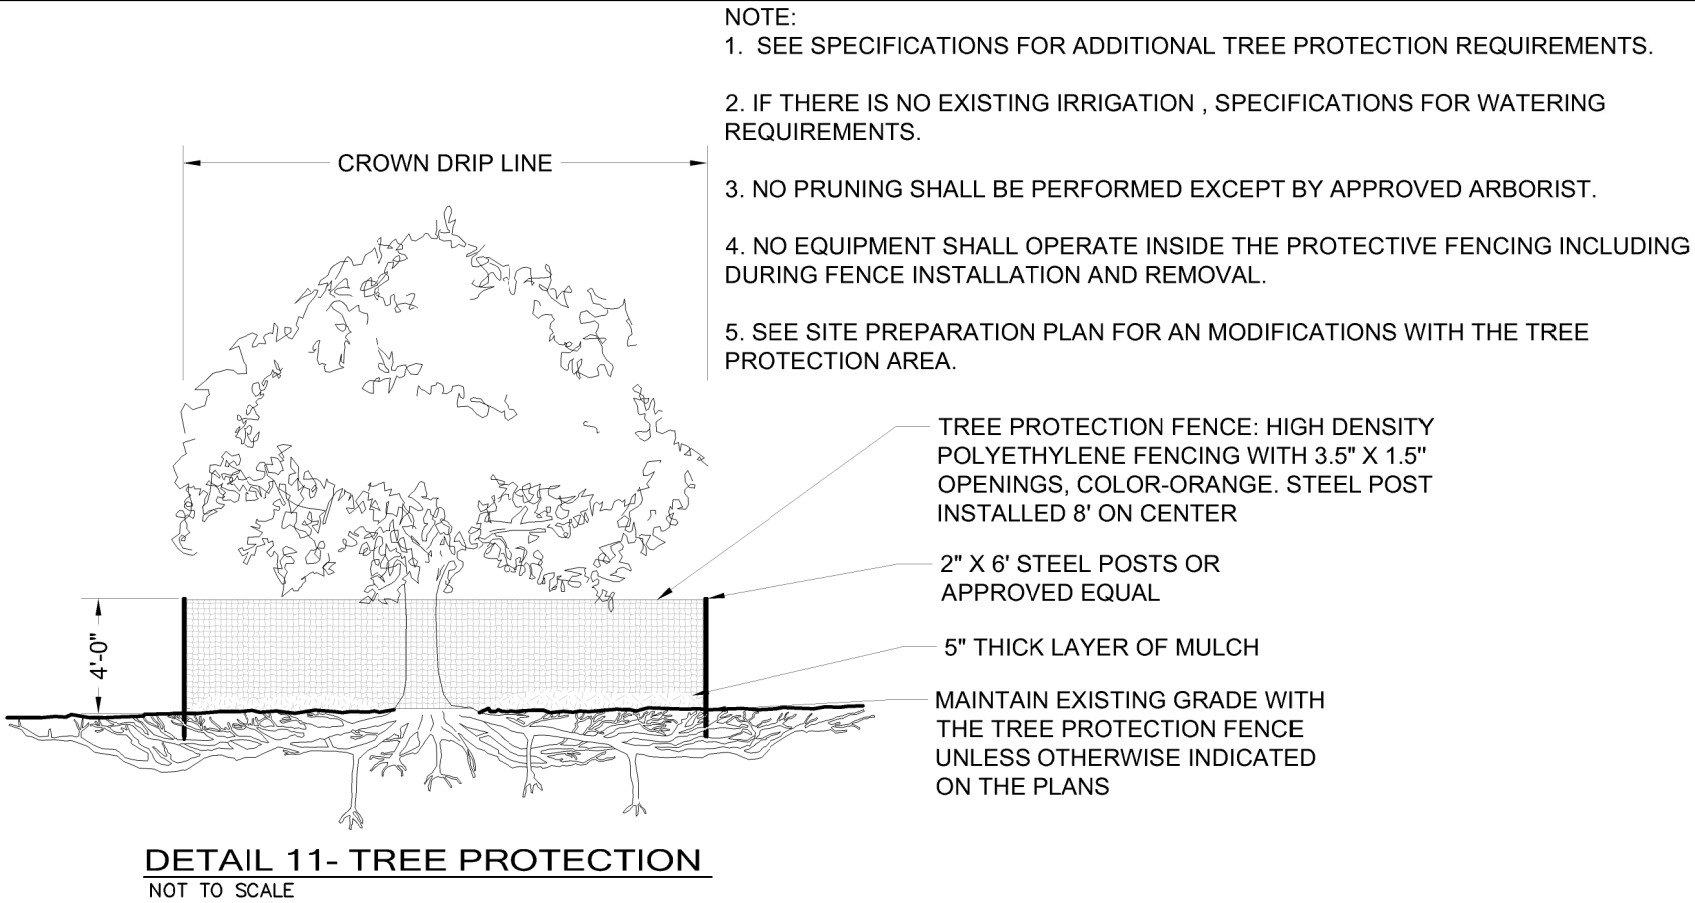 NOTE:
1. SEE SPECIFICATIONS FOR ADDITIONAL TREE PROTECTION REQUIREMENTS.
2. IF THERE IS NO EXISTING IRRIGATION , SPECIFICATIONS FOR WATERING
REQUIREMENTS.
3. NO PRUNING SHALL BE PERFORMED EXCEPT BY APPROVED ARBORIST.
4. NO EQUIPMENT SHALL OPERATE INSIDE THE PROTECTIVE FENCING INCLUDING
DURING FENCE INSTALLATION AND REMOVAL.
5. SEE SITE PREPARATION PLAN FOR AN MODIFICATIONS WITH THE TREE
PROTECTION AREA.
CROWN DRIP LINE
TREE PROTECTION FENCE: HIGH DENSITY
POLYETHYLENE FENCING WITH 3.5" X 1.5"
OPENINGS, COLOR-ORANGE. STEEL POST
INSTALLED 8' ON CENTER
2" X 6' STEEL POSTS OR
APPROVED EQUAL
4'-0"
5" THICK LAYER OF MULCH
MAINTAIN EXISTING GRADE WITH
THE TREE PROTECTION FENCE
UNLESS OTHERWISE INDICATED
ON THE PLANS
DETAIL 11- TREE PROTECTION
NOT TO SCALE